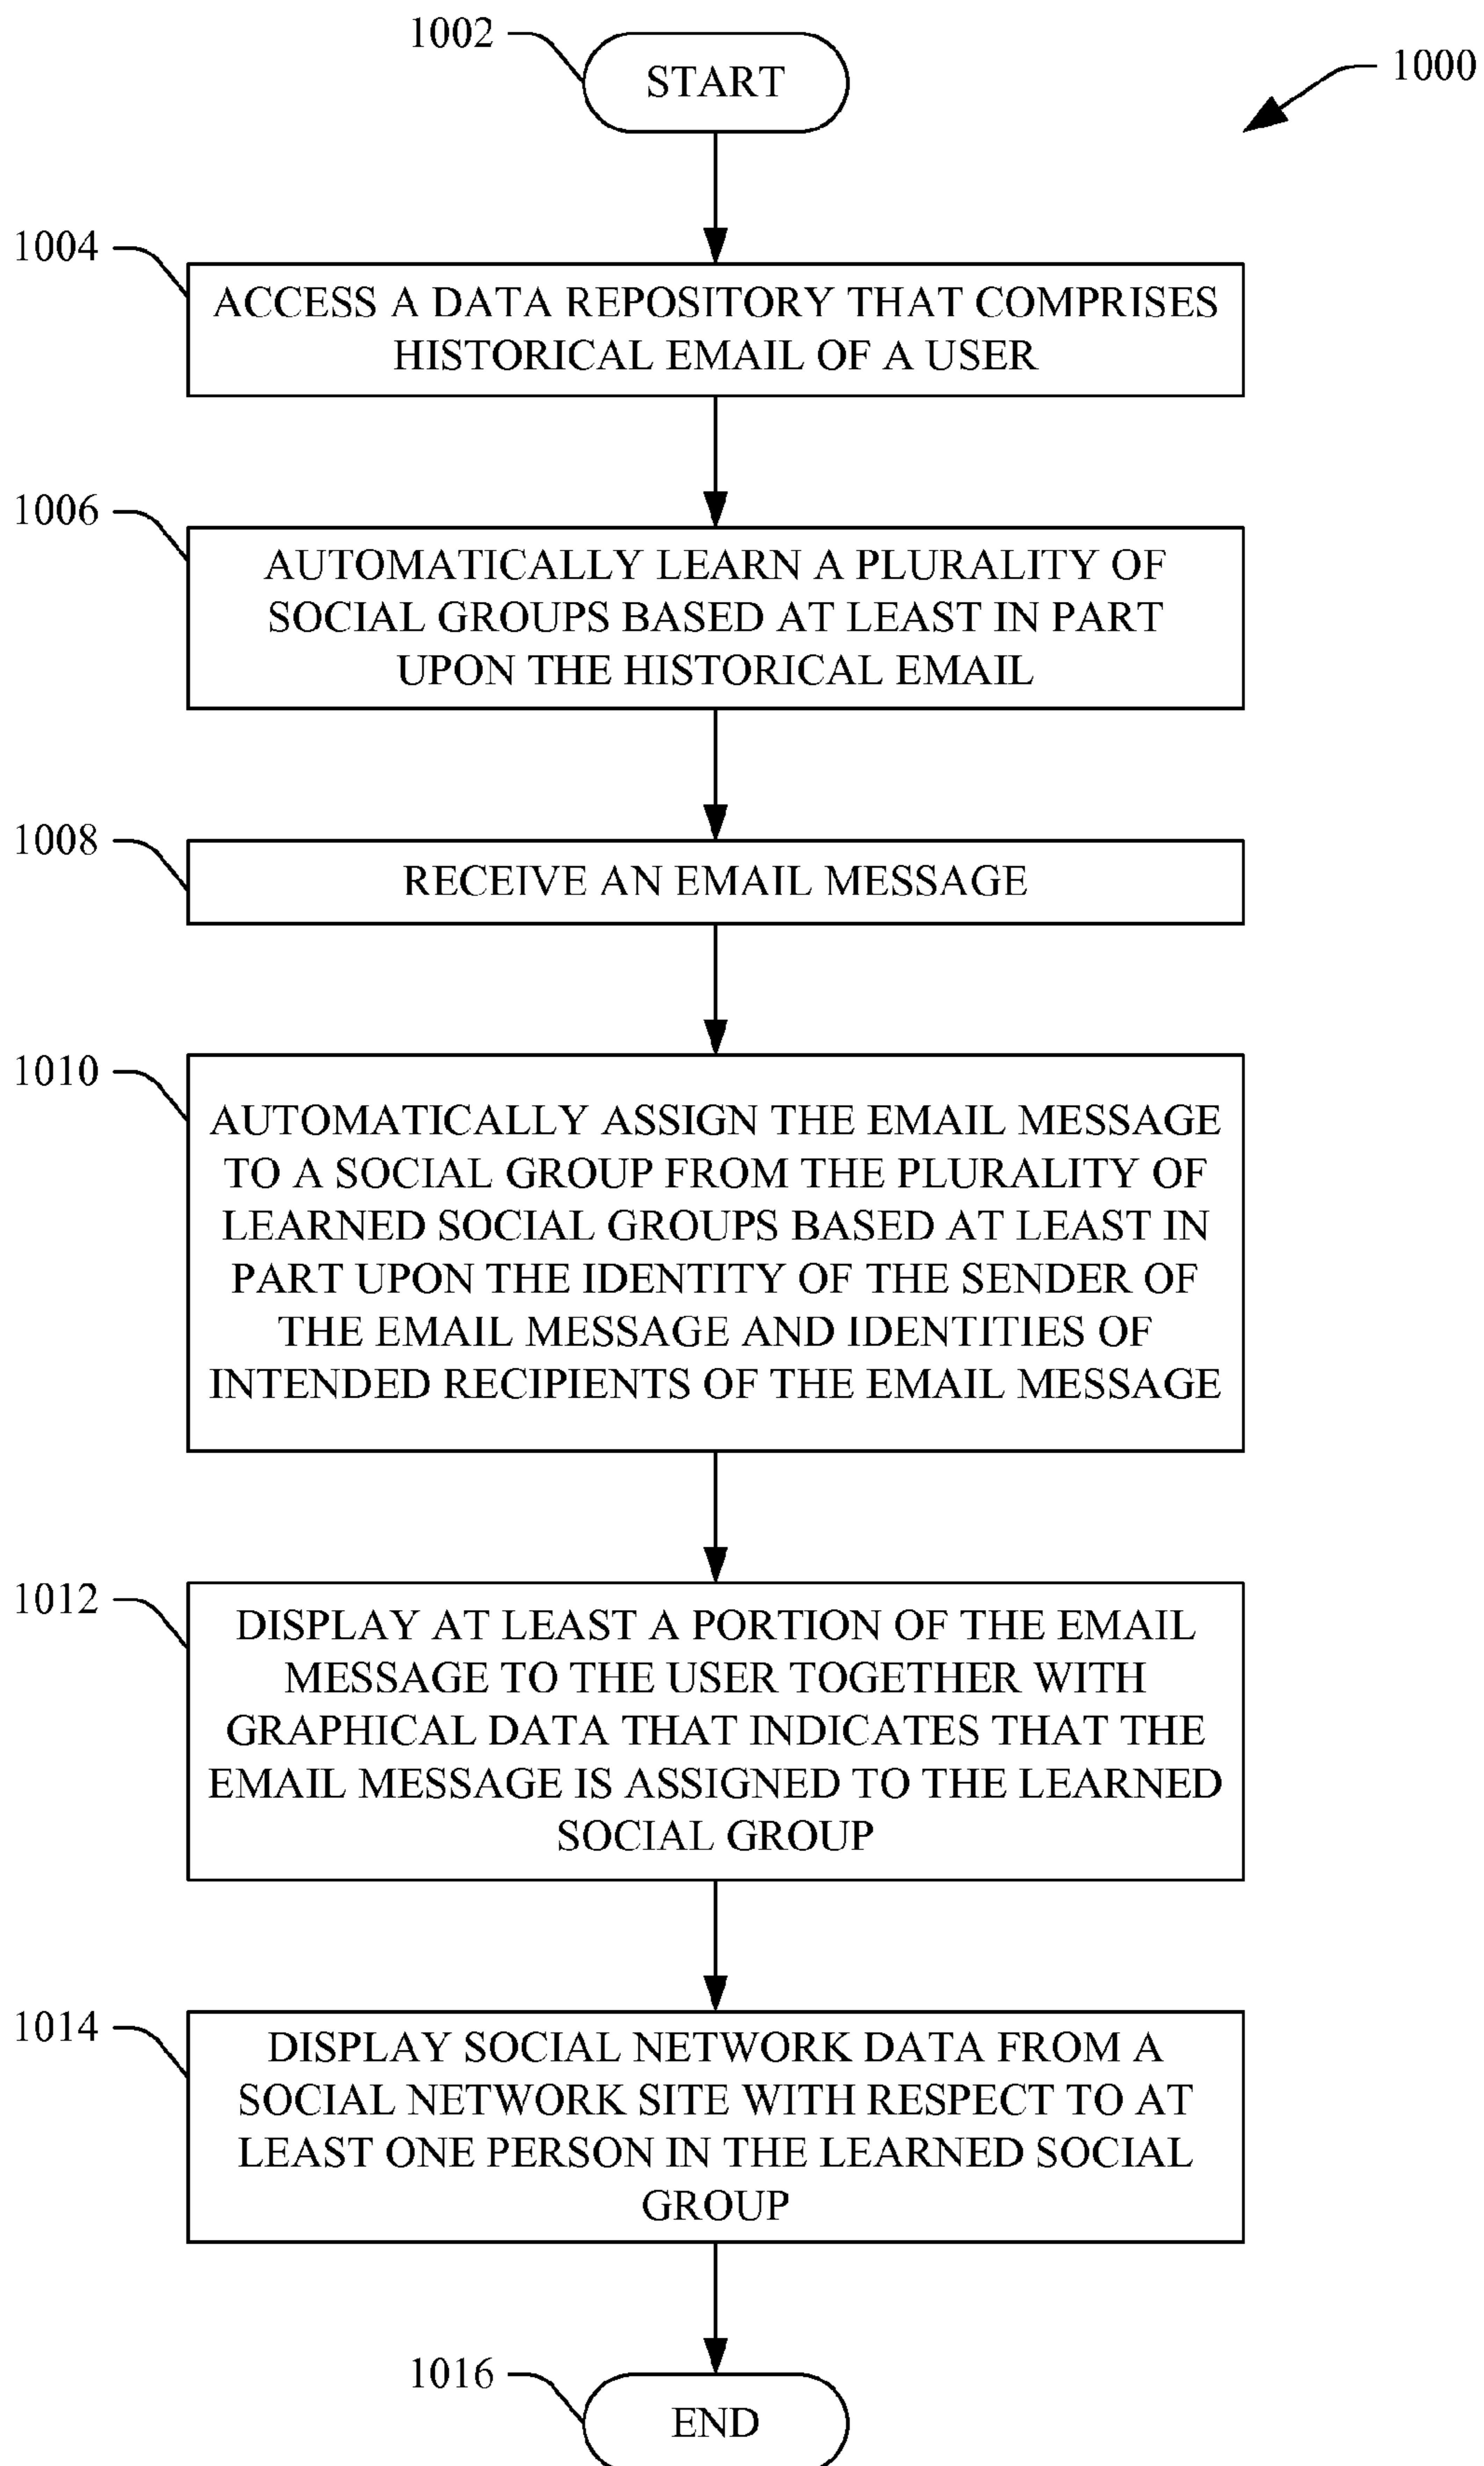 1002
START
1000
1004
ACCESS A DATA REPOSITORY THAT COMPRISES
HISTORICAL EMAIL OF A USER
1006
AUTOMATICALLY LEARN A PLURALITY OF
SOCIAL GROUPS BASED AT LEAST IN PART
UPON THE HISTORICAL EMAIL
1008
RECEIVE AN EMAIL MESSAGE
1010
AUTOMATICALLY ASSIGN THE EMAIL MESSAGE
TO A SOCIAL GROUP FROM THE PLURALITY OF
LEARNED SOCIAL GROUPS BASED AT LEAST IN
PART UPON THE IDENTITY OF THE SENDER OF
THE EMAIL MESSAGE AND IDENTITIES OF
INTENDED RECIPIENTS OF THE EMAIL MESSAGE
1012
DISPLAY AT LEAST A PORTION OF THE EMAIL
MESSAGE TO THE USER TOGETHER WITH
GRAPHICAL DATA THAT INDICATES THAT THE
EMAIL MESSAGE IS ASSIGNED TO THE LEARNED
SOCIAL GROUP
1014
DISPLAY SOCIAL NETWORK DATA FROM A
SOCIAL NETWORK SITE WITH RESPECT TO AT
LEAST ONE PERSON IN THE LEARNED SOCIAL
GROUP
1016
END